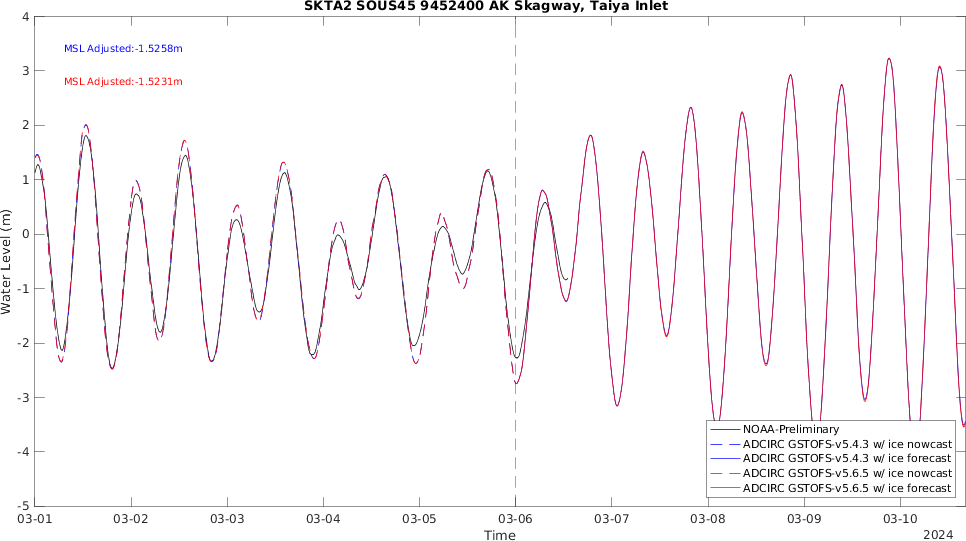 SKTA2 SOUS45 9452400 AK Skagway, Taiya Inlet
MSL Adjusted:-1.5258m
MSL Adjusted:-1.5231m
Water Level (m)
4
3
2
1
0
-1
-2
-3
-4
-5
NOAA-Preliminary
ADCIRC GSTOFS-v5.4.3 w/ ice nowcast
ADCIRC GSTOFS-v5.4.3 w/ ice forecast
ADCIRC GSTOFS-v5.6.5 w/ ice nowcast
ADCIRC GSTOFS-v5.6.5 w/ ice forecast
03-01 03-02 03-03 03-04 03-05 03-06 03-07 03-08 03-09 03-10
Time
2024